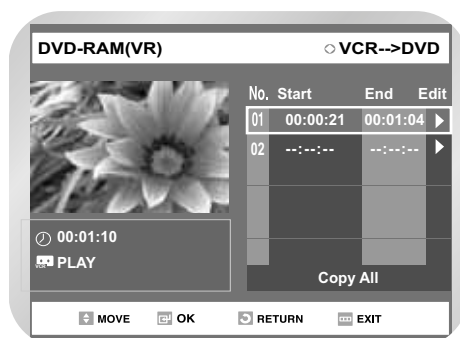 DVD-RAM(VR) VCR-->DVD
No. Start End Edit
01 00:00:21 00:01:04
02 --:--:-- --:--:--
00:01:10
VCR PLAY
Copy All
MOVE OK RETURN EXIT